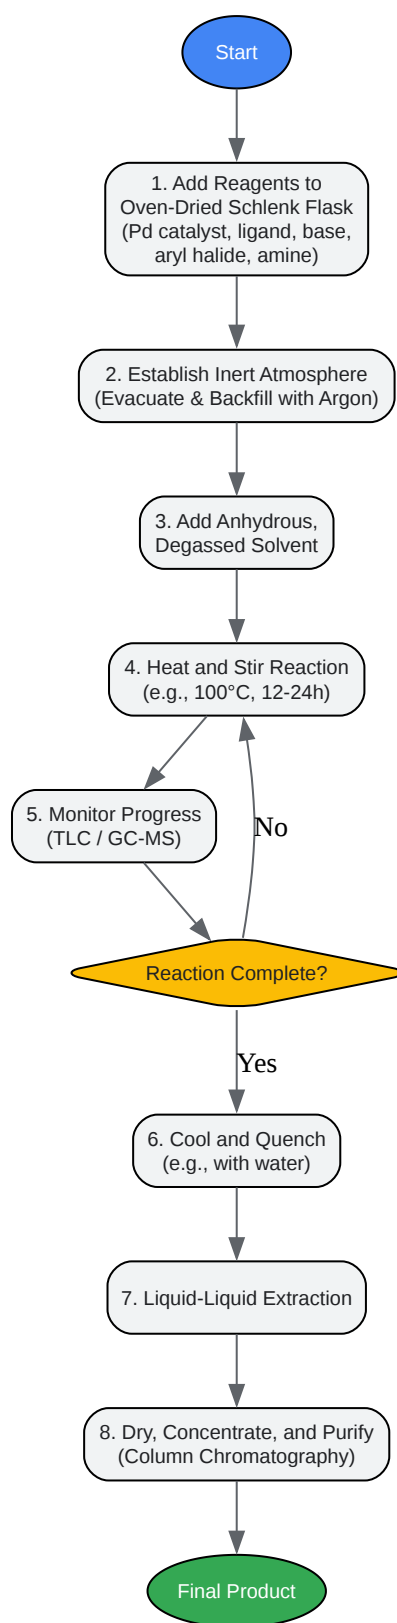 Start
1. Add Reagents to
Oven-Dried Schlenk Flask
(Pd catalyst, ligand, base,
aryl halide, amine)
2. Establish Inert Atmosphere
(Evacuate & Backfill with Argon)
3. Add Anhydrous,
Degassed Solvent
4. Heat and Stir Reaction
(e.g., 100°C, 12-24h)
5. Monitor Progress
(TLC / GC-MS)
No
Reaction Complete?
Yes
6. Cool and Quench
(e.g., with water)
7. Liquid-Liquid Extraction
8. Dry, Concentrate, and Purify
(Column Chromatography)
Final Product